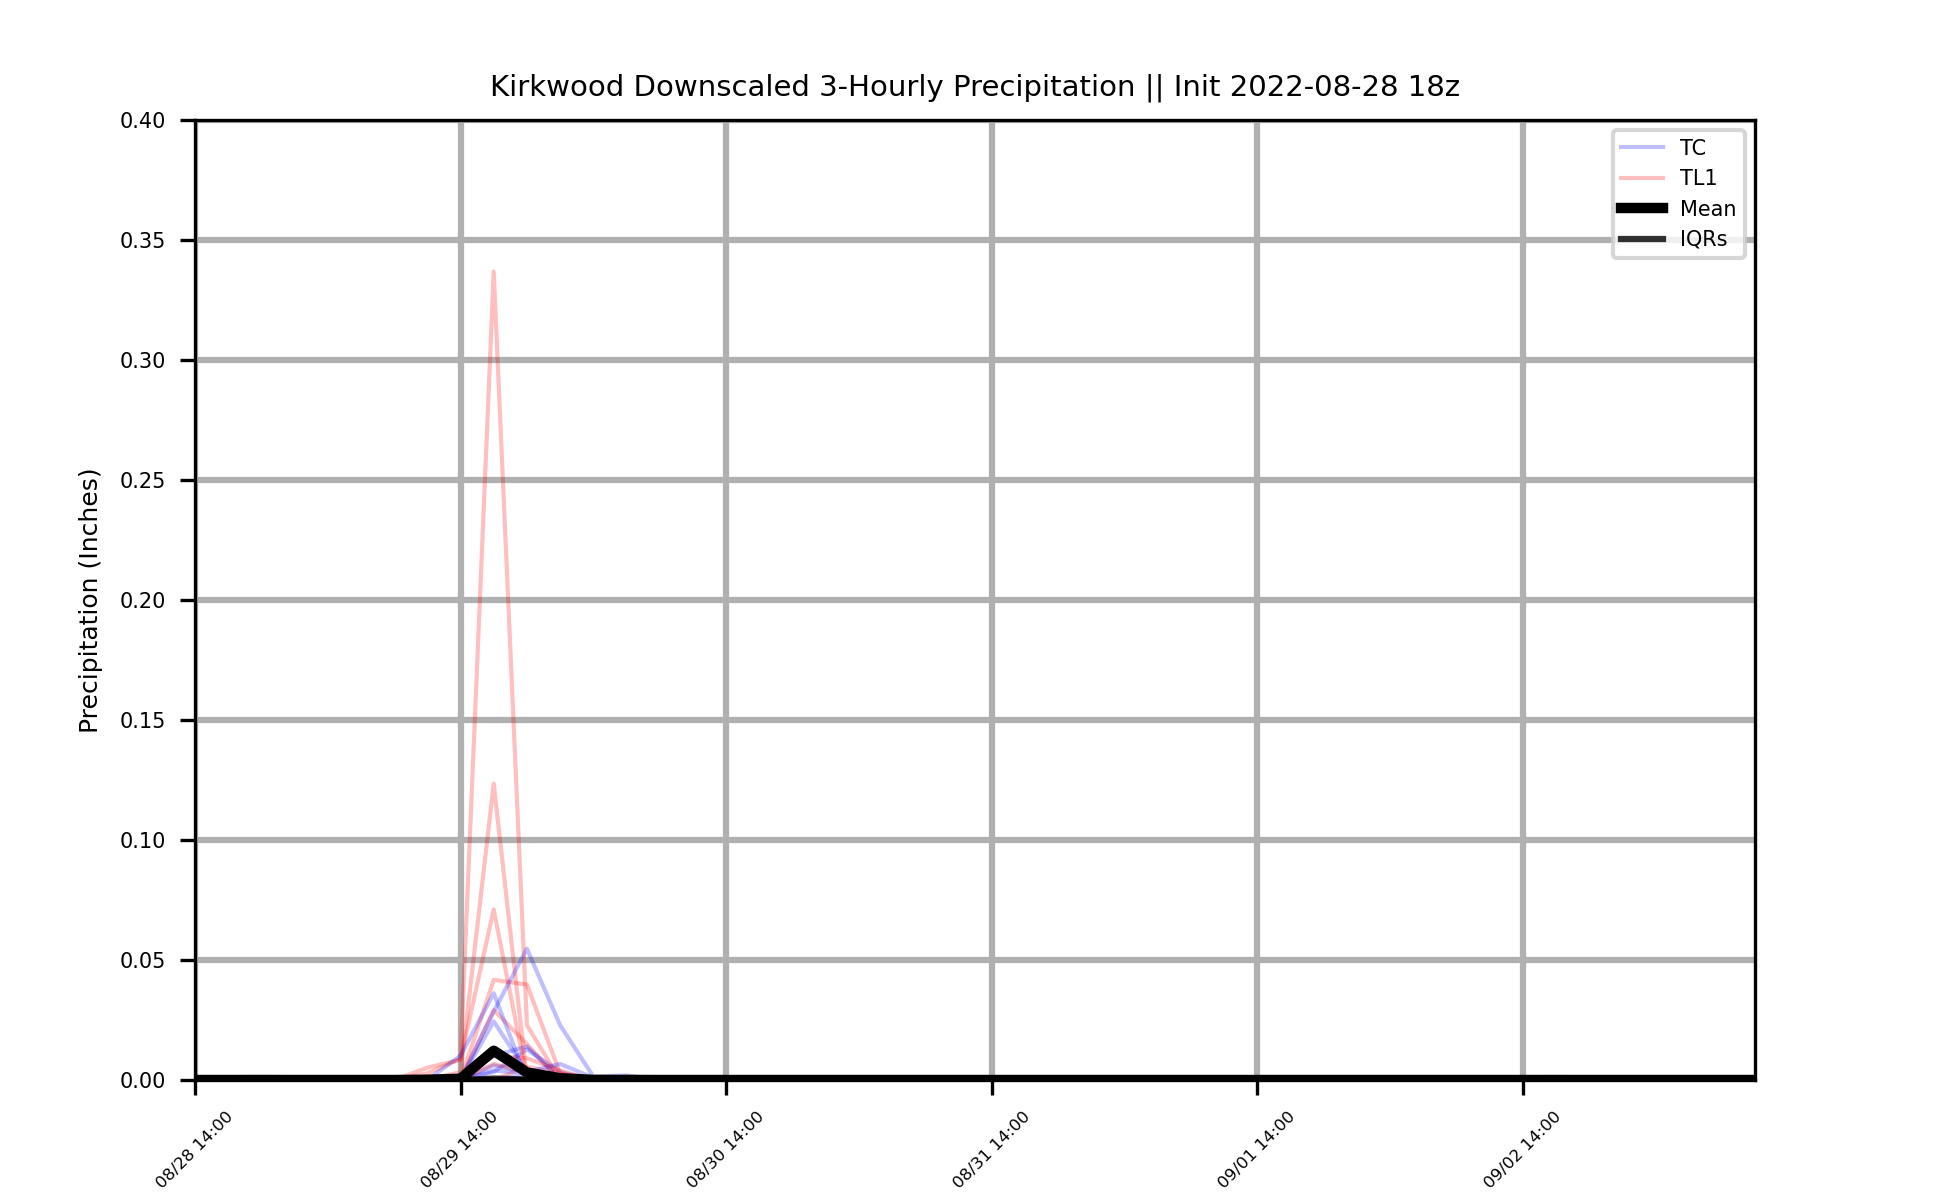 Kirkwood Downscaled 3-Hourly Precipitation || Init 2022-08-28 18z
Precipitation (Inches)
0.40
0.35
0.30
0.25
0.20
0.15
0.10
0.05
0.00
TC
TL1
Mean
IQRs
08/28 14:00
08/29 14:00
08/30 14:00
08/31 14:00
09/01 14:00
09/02 14:00